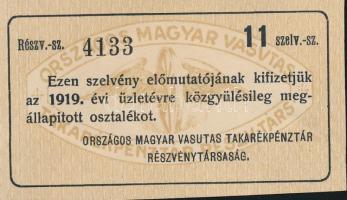 Részv.-sz. 4133 11 szelv.-sz.
Ezen szelvény előmutatójának kifizetjük
az 1919. évi üzletévre közgyülésileg meg-
állapitott osztalékot.
ORSZÁGOS MAGYAR VASUTAS TAKARÉKPÉNZTÁR
RÉSZVÉNYTÁRSASÁG.